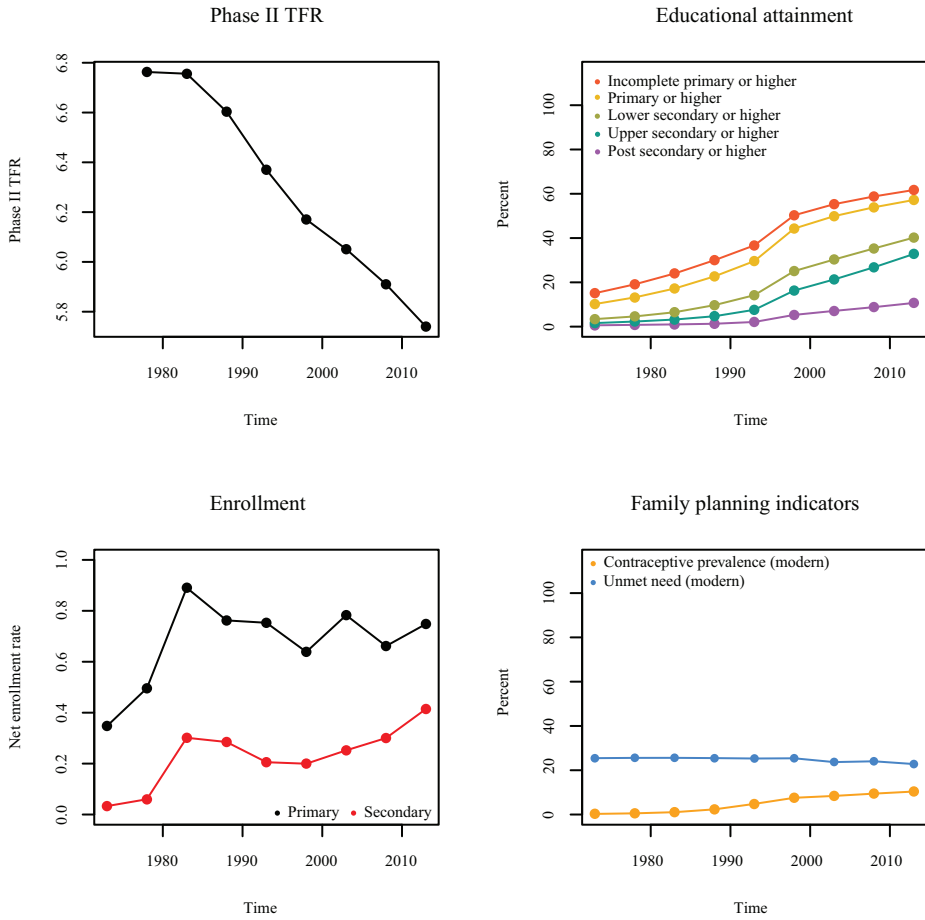 Phase II TFR
Phase II TFR
6.8
6.6
6.4
6.2
6.0
5.8
1980 1990 2000 2010
Time
Educational attainment
Incomplete primary or higher
Primary or higher
Lower secondary or higher
Upper secondary or higher
Post secondary or higher
Percent
100
80
60
40
20
0
1980 1990 2000 2010
Time
Enrollment
Net enrollment rate
1.0
0.8
0.6
0.4
0.2
0.0
Primary Secondary
1980 1990 2000 2010
Time
Family planning indicators
Contraceptive prevalence (modern)
Unmet need (modern)
Percent
100
80
60
40
20
0
1980 1990 2000 2010
Time